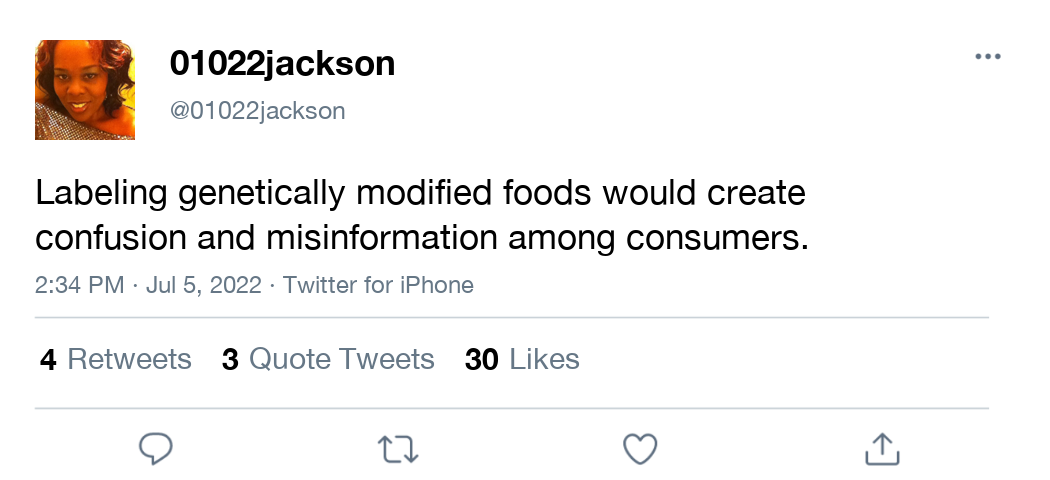 01022jackson
@01022jackson
Labeling genetically modified foods would create
confusion and misinformation among consumers.
2:34 PM · Jul 5, 2022 · Twitter for iPhone
4 Retweets 3 Quote Tweets 30 Likes